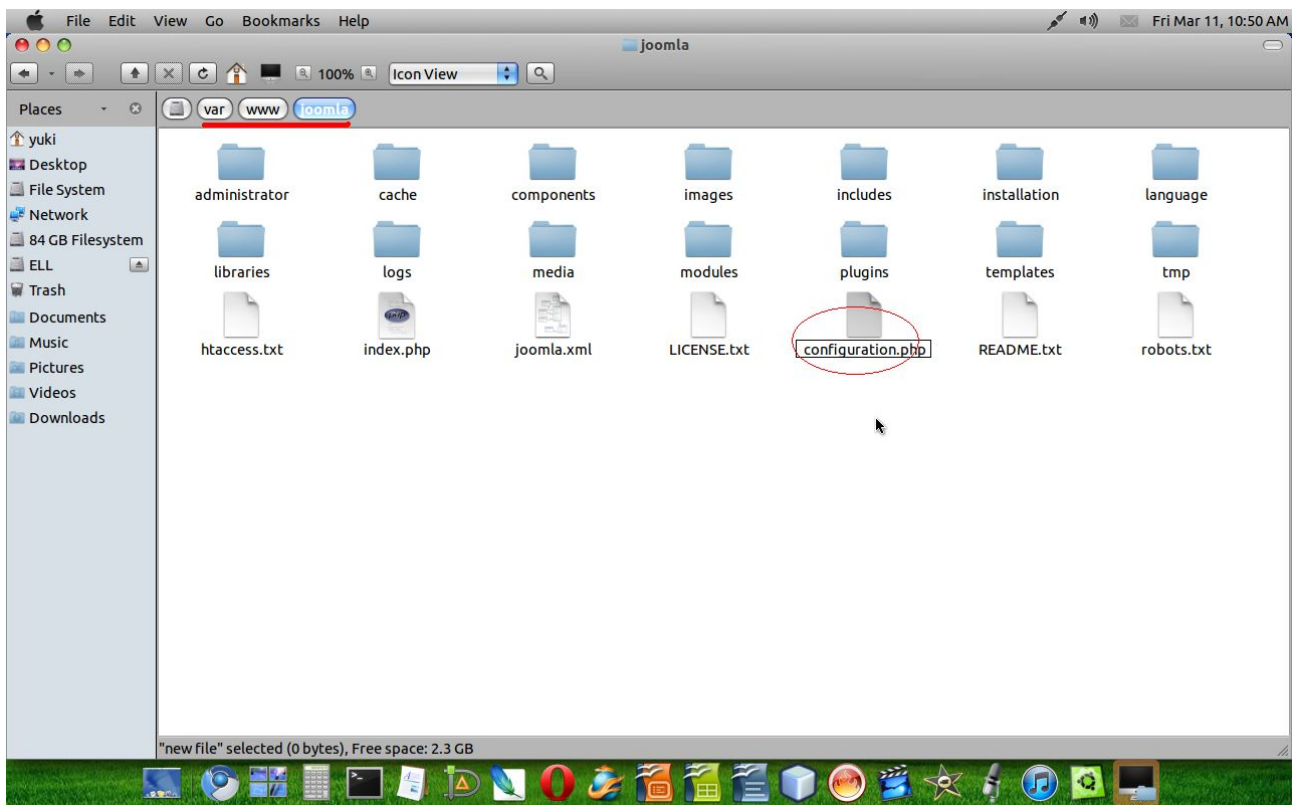 File Edit View Go Bookmarks Help Fri Mar 11, 10:50 AM
joomla
100% Icon View
Places var www joomla
yuki
Desktop
File System
Network
84 GB Filesystem
ELL
Trash
Documents
Music
Pictures
Videos
Downloads
administrator cache components images includes installation language
libraries logs media modules plugins templates tmp
php
htaccess.txt index.php joomla.xml LICENSE.txt configuration.php README.txt robots.txt
"new file" selected (0 bytes), Free space: 2.3 GB